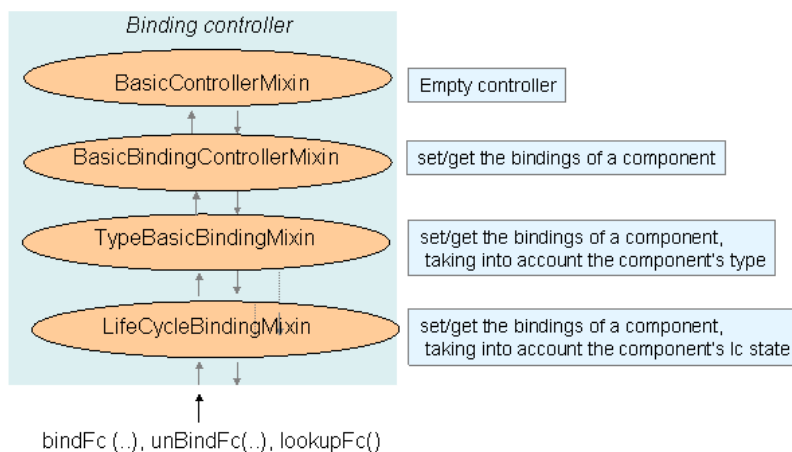 Binding controller
BasicControllerMixin
Empty controller
BasicBindingControllerMixin
set/get the bindings of a component
TypeBasicBindingMixin
set/get the bindings of a component,
taking into account the component's type
LifeCycleBindingMixin
set/get the bindings of a component,
taking into account the component's lc state
bindFc (..), unBindFc(..), lookupFc()